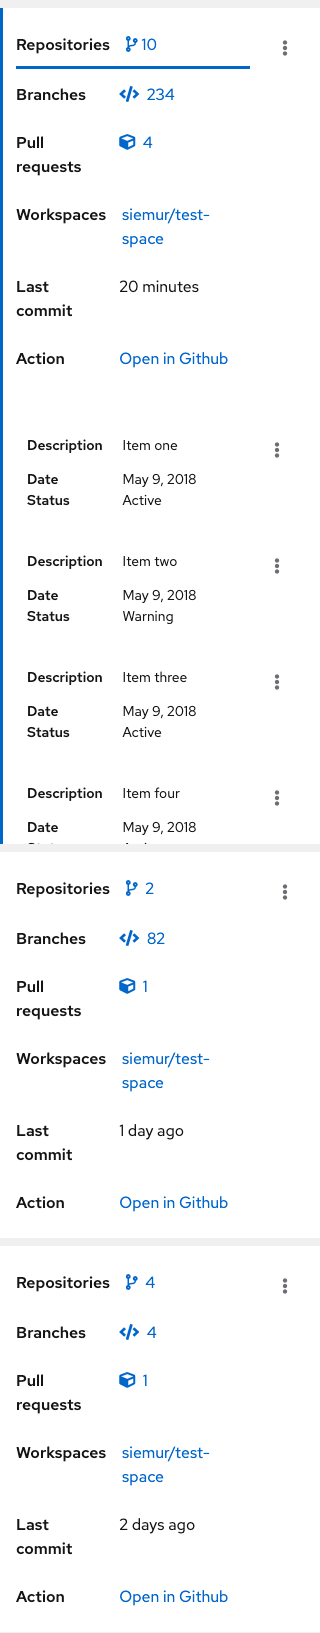 Repositories 10
Branches 234
Pull requests 4
Workspaces siemur/test-space
Last commit 20 minutes
Action Open in Github
Description Item one
Date May 9, 2018
Status Active
Description Item two
Date May 9, 2018
Status Warning
Description Item three
Date May 9, 2018
Status Active
Description Item four
Date May 9, 2018
Repositories 2
Branches 82
Pull requests 1
Workspaces siemur/test-space
Last commit 1 day ago
Action Open in Github
Repositories 4
Branches 4
Pull requests 1
Workspaces siemur/test-space
Last commit 2 days ago
Action Open in Github